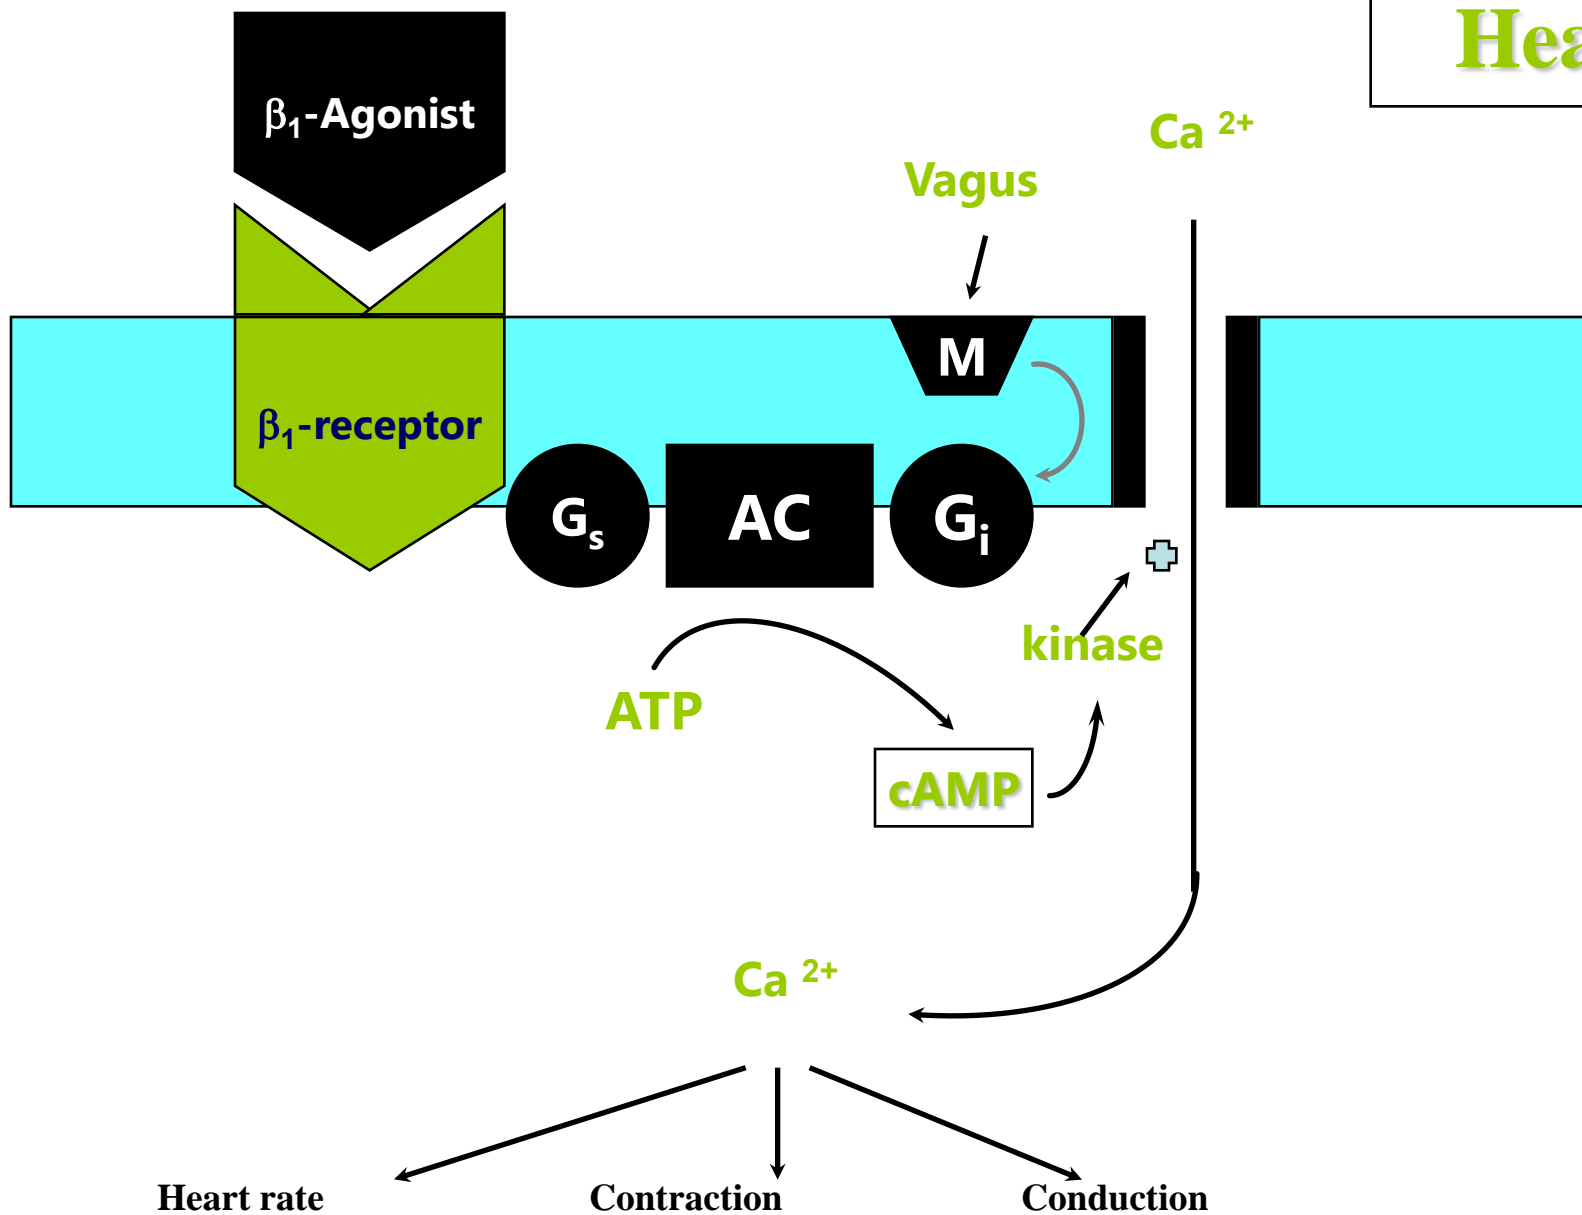 Hea
β₁-Agonist
Ca ²⁺
Vagus
M
β₁-receptor
Gₛ
AC
Gᵢ
kinase
ATP
cAMP
Ca ²⁺
Heart rate
Contraction
Conduction